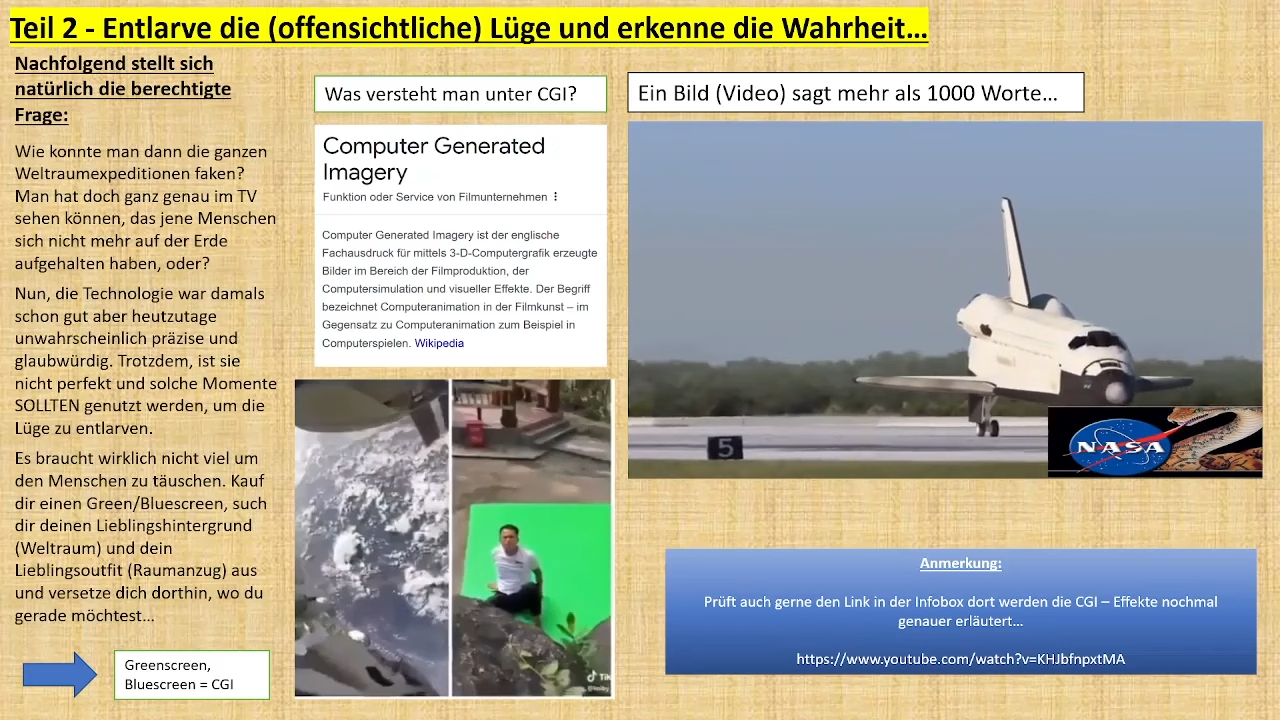 Teil 2 - Entlarve die (offensichtliche) Lüge und erkenne die Wahrheit…
Nachfolgend stellt sich
natürlich die berechtigte
Frage:
Wie konnte man dann die ganzen
Weltraumexpeditionen faken?
Man hat doch ganz genau im TV
sehen können, das jene Menschen
sich nicht mehr auf der Erde
aufgehalten haben, oder?
Nun, die Technologie war damals
schon gut aber heutzutage
unwahrscheinlich präzise und
glaubwürdig. Trotzdem, ist sie
nicht perfekt und solche Momente
SOLLTEN genutzt werden, um die
Lüge zu entlarven.
Es braucht wirklich nicht viel um
den Menschen zu täuschen. Kauf
dir einen Green/Bluescreen, such
dir deinen Lieblingshintergrund
(Weltraum) und dein
Lieblingsoutfit (Raumanzug) aus
und versetze dich dorthin, wo du
gerade möchtest…
Greenscreen,
Bluescreen = CGI
Was versteht man unter CGI?
Computer Generated
Imagery
Funktion oder Service von Filmunternehmen
Computer Generated Imagery ist der englische
Fachausdruck für mittels 3-D-Computergrafik erzeugte
Bilder im Bereich der Filmproduktion, der
Computersimulation und visueller Effekte. Der Begriff
bezeichnet Computeranimation in der Filmkunst – im
Gegensatz zu Computeranimation zum Beispiel in
Computerspielen. Wikipedia
Ein Bild (Video) sagt mehr als 1000 Worte…
5
NASA
Anmerkung:
Prüft auch gerne den Link in der Infobox dort werden die CGI – Effekte nochmal
genauer erläutert…
https://www.youtube.com/watch?v=KHJbfnpxtMA